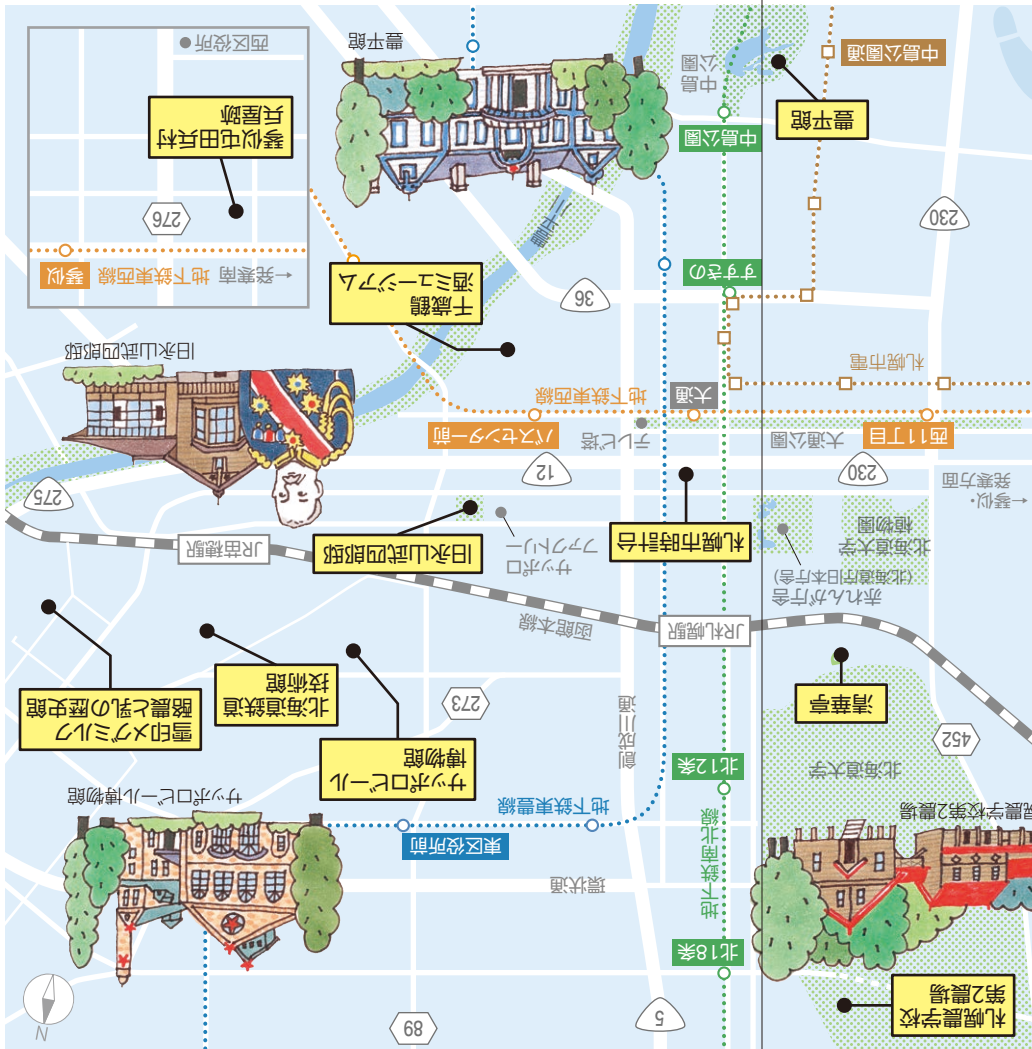 札幌農学校
第2農場
5
89
N
北18条
環状通
幌農学校第2農場
地下鉄南北線
東区役所前
地下鉄東豊線
サッポロビール博物館
北海道大学
北12条
452
創成川通
273
サッポロビール
博物館
清華亭
北海道鉄道
技術館
雪印メグミルク
酪農と乳の歴史館
JR札幌駅
函館本線
赤れんが庁舎
(北海道庁旧本庁舎)
北海道大学
植物園
札幌市時計台
サッポロ
ファクトリー
旧永山武四郎邸
JR苗穂駅
←琴似・
発寒方面
230
12
275
西11丁目
大通公園
テレビ塔
バスセンター前
大通
地下鉄東西線
札幌市電
旧永山武四郎邸
すすきの
36
千歳鶴
酒ミュージアム
←発寒南
地下鉄東西線
琴似
230
豊平川
276
中島公園
豊平館
琴似屯田兵村
兵屋跡
中島公園通
中島
公園
豊平館
西区役所